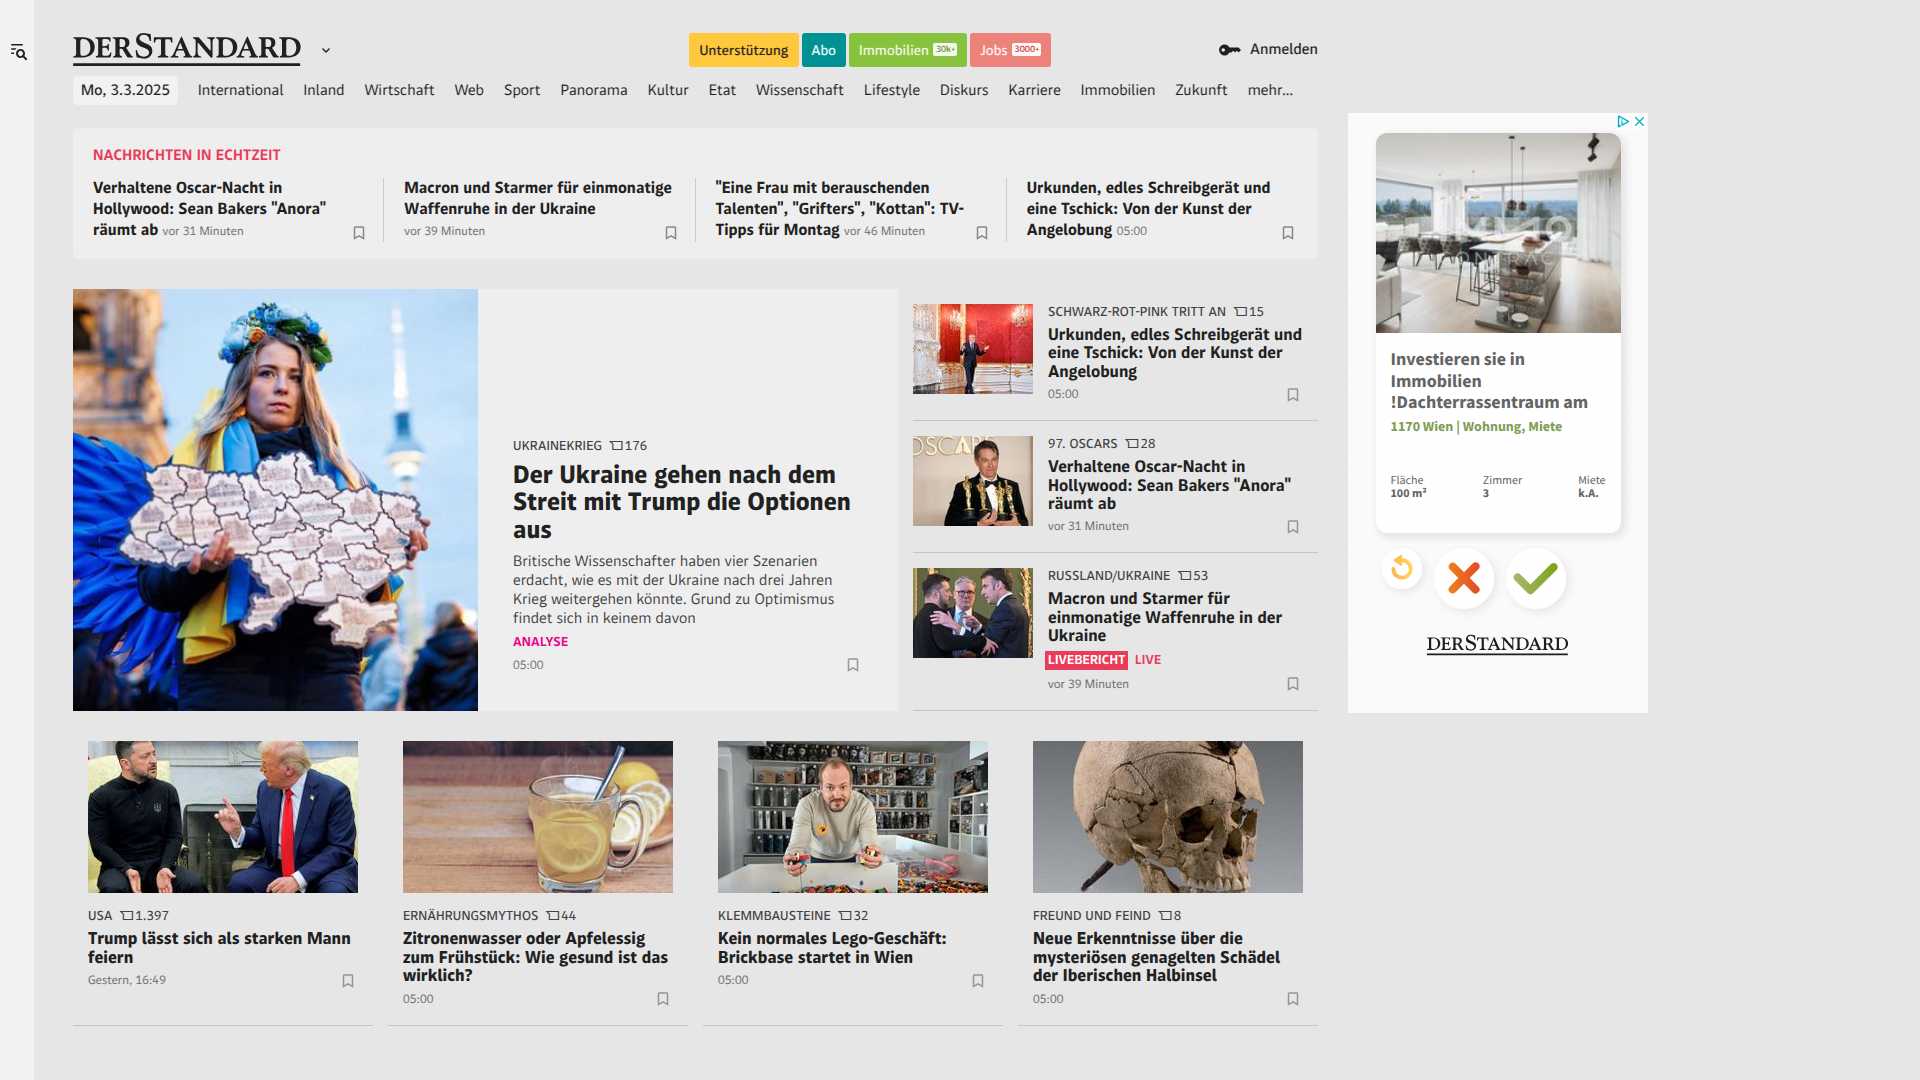 DERSTANDARD
Unterstützung
Abo
Immobilien 30k+
Jobs 3000+
Anmelden
Mo, 3.3.2025
International
Inland
Wirtschaft
Web
Sport
Panorama
Kultur
Etat
Wissenschaft
Lifestyle
Diskurs
Karriere
Immobilien
Zukunft
mehr...
NACHRICHTEN IN ECHTZEIT
Verhaltene Oscar-Nacht in
Hollywood: Sean Bakers "Anora"
räumt ab vor 31 Minuten
Macron und Starmer für einmonatige
Waffenruhe in der Ukraine
vor 39 Minuten
"Eine Frau mit berauschenden
Talenten", "Grifters", "Kottan": TV-
Tipps für Montag vor 46 Minuten
Urkunden, edles Schreibgerät und
eine Tschick: Von der Kunst der
Angelobung 05:00
UKRAINEKRIEG 176
Der Ukraine gehen nach dem
Streit mit Trump die Optionen
aus
Britische Wissenschafter haben vier Szenarien
erdacht, wie es mit der Ukraine nach drei Jahren
Krieg weitergehen könnte. Grund zu Optimismus
findet sich in keinem davon
ANALYSE
05:00
SCHWARZ-ROT-PINK TRITT AN 15
Urkunden, edles Schreibgerät und
eine Tschick: Von der Kunst der
Angelobung
05:00
OSCARS
97. OSCARS 28
Verhaltene Oscar-Nacht in
Hollywood: Sean Bakers "Anora"
räumt ab
vor 31 Minuten
RUSSLAND/UKRAINE 53
Macron und Starmer für
einmonatige Waffenruhe in der
Ukraine
LIVEBERICHT LIVE
vor 39 Minuten
USA 1.397
Trump lässt sich als starken Mann
feiern
Gestern, 16:49
ERNÄHRUNGSMYTHOS 44
Zitronenwasser oder Apfelessig
zum Frühstück: Wie gesund ist das
wirklich?
05:00
KLEMMBAUSTEINE 32
Kein normales Lego-Geschäft:
Brickbase startet in Wien
05:00
FREUND UND FEIND 8
Neue Erkenntnisse über die
mysteriösen genagelten Schädel
der Iberischen Halbinsel
05:00
Investieren sie in
Immobilien
!Dachterrassentraum am
1170 Wien | Wohnung, Miete
Fläche
100 m²
Zimmer
3
Miete
k.A.
DERSTANDARD